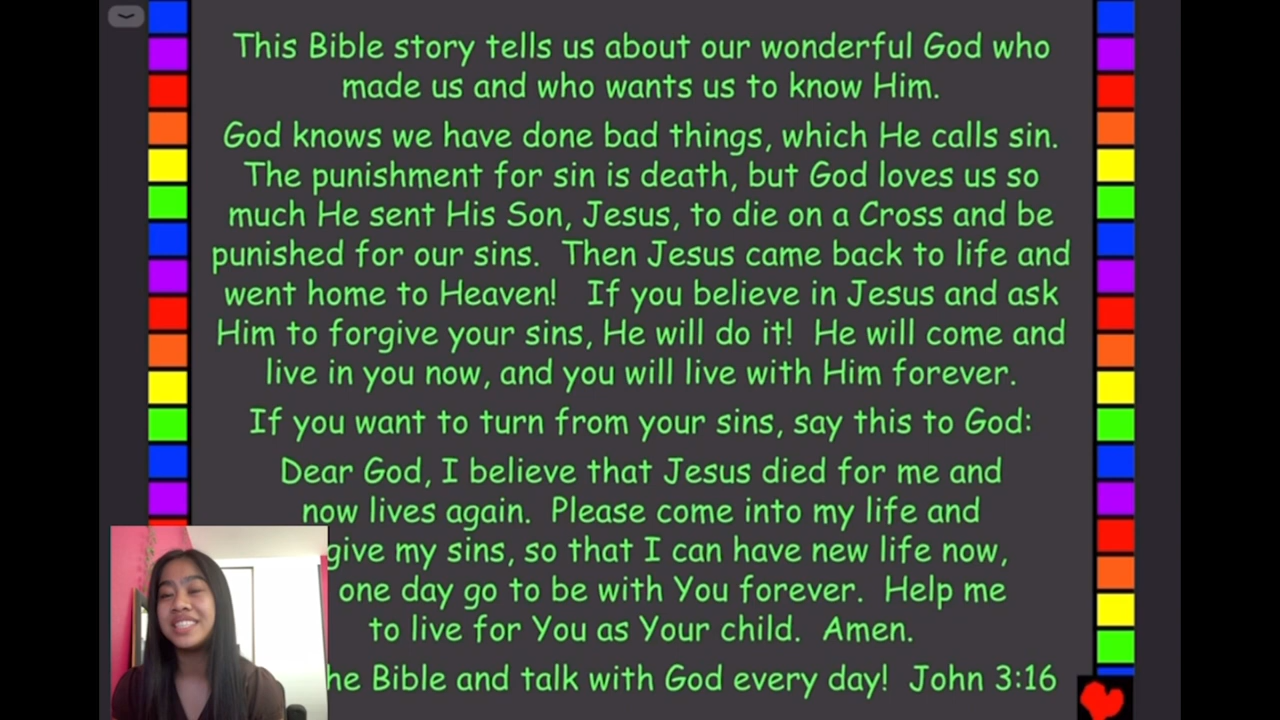 This Bible story tells us about our wonderful God who
made us and who wants us to know Him.
God knows we have done bad things, which He calls sin.
The punishment for sin is death, but God loves us so
much He sent His Son, Jesus, to die on a Cross and be
punished for our sins. Then Jesus came back to life and
went home to Heaven! If you believe in Jesus and ask
Him to forgive your sins, He will do it! He will come and
live in you now, and you will live with Him forever.
If you want to turn from your sins, say this to God:
Dear God, I believe that Jesus died for me and
now lives again. Please come into my life and
give my sins, so that I can have new life now,
one day go to be with You forever. Help me
to live for You as Your child. Amen.
he Bible and talk with God every day! John 3:16